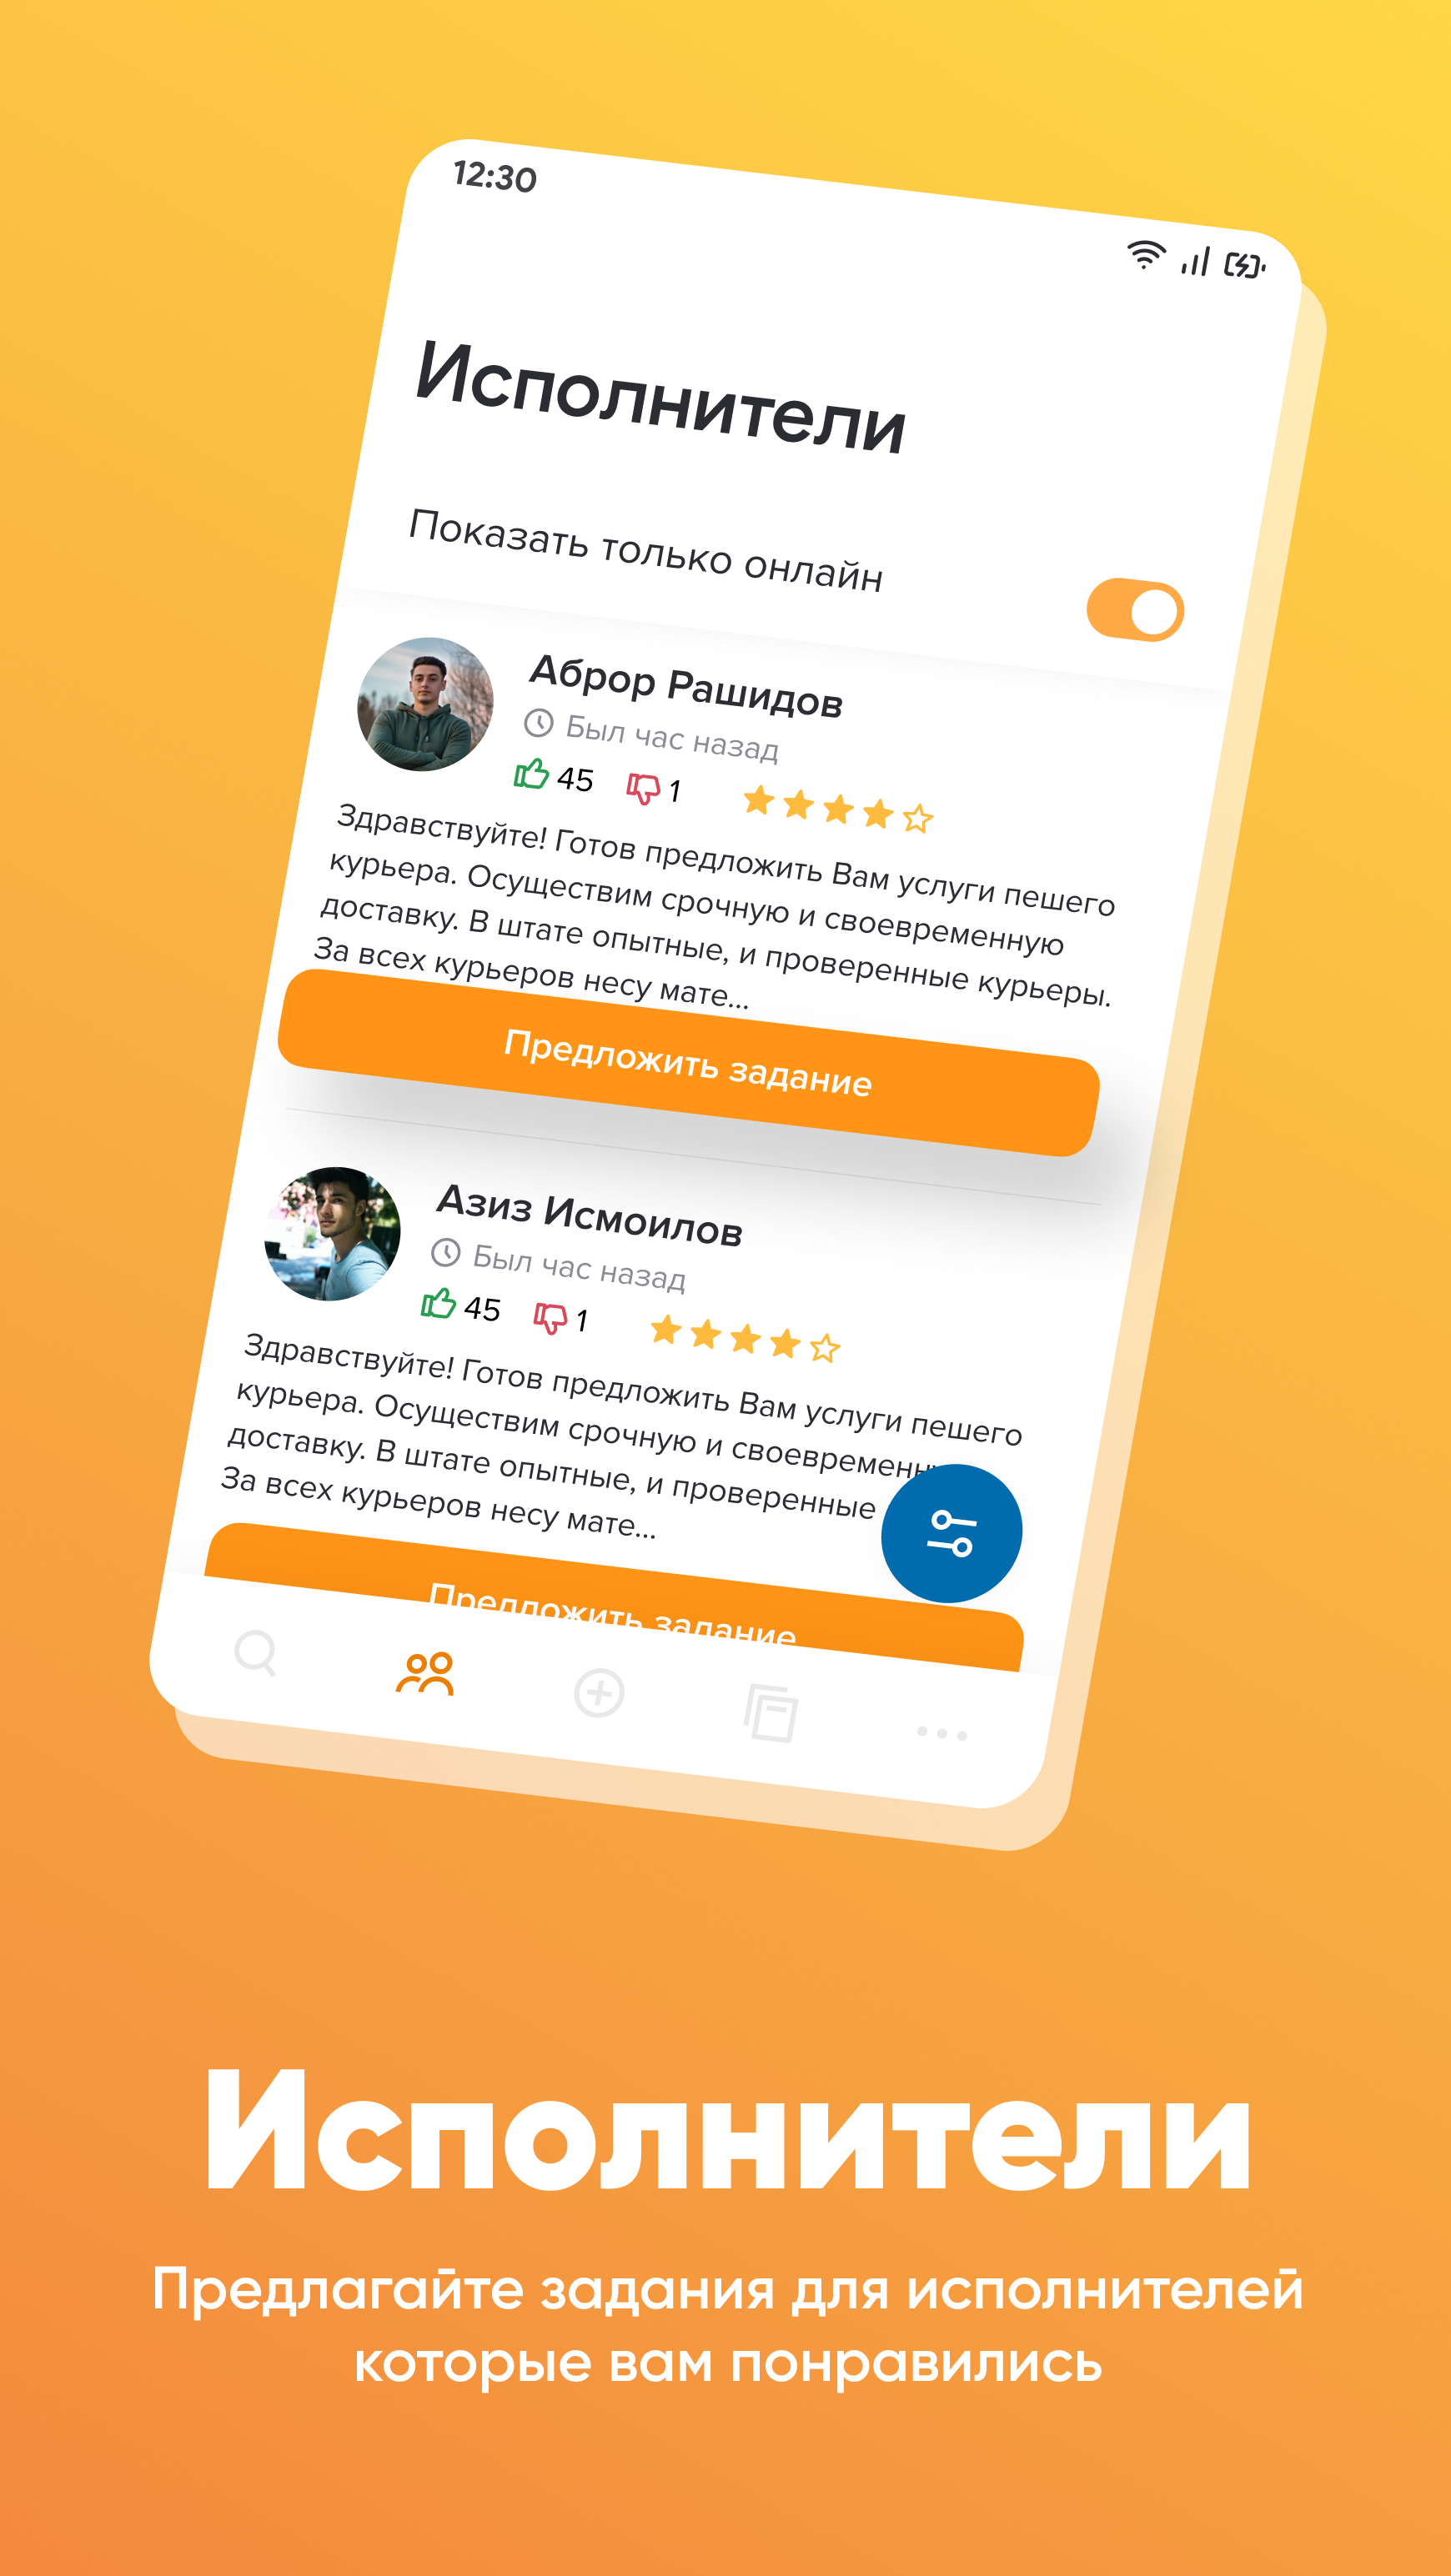 12:30
Исполнители
Показать только онлайн
Аброр Рашидов
Был час назад
45 1
Здравствуйте! Готов предложить Вам услуги пешего
курьера. Осуществим срочную и своевременную
доставку. В штате опытные, и проверенные курьеры.
За всех курьеров несу мате...
Предложить задание
Азиз Исмоилов
Был час назад
45 1
Здравствуйте! Готов предложить Вам услуги пешего
курьера. Осуществим срочную и своевременн
доставку. В штате опытные, и проверенные
За всех курьеров несу мате...
Предложить задание
Исполнители
Предлагайте задания для исполнителей
которые вам понравились